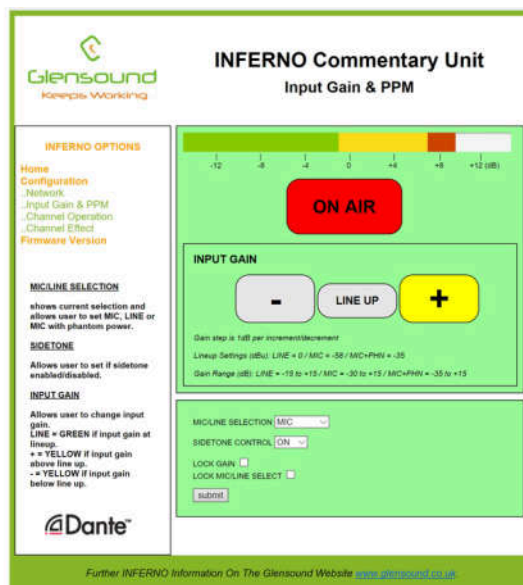 Glensound
Keeps Working
INFERNO Commentary Unit
Input Gain & PPM
INFERNO OPTIONS
Home
Configuration
..Network
..Input Gain & PPM
..Channel Operation
..Channel Effect
Firmware Version
MIC/LINE SELECTION
shows current selection and
allows user to set MIC, LINE or
MIC with phantom power.
SIDETONE
Allows user to set if sidetone
enabled/disabled.
INPUT GAIN
Allows user to change input
gain.
LINE = GREEN if input gain at
lineup.
+ = YELLOW if input gain
above line up.
- = YELLOW if input gain
below line up.
Dante™
-12 -8 -4 0 +4 +8 +12 (dB)
ON AIR
INPUT GAIN
- LINE UP +
Gain step is 1dB per increment/decrement
Lineup Settings (dBu): LINE = 0 / MIC = -58 / MIC+PHN = -35
Gain Range (dB): LINE = -15 to +15 / MIC = -30 to +15 / MIC+PHN = -35 to +15
MIC/LINE SELECTION MIC
SIDETONE CONTROL ON
LOCK GAIN
LOCK MIC/LINE SELECT
submit
Further INFERNO Information On The Glensound Website www.glensound.co.uk.